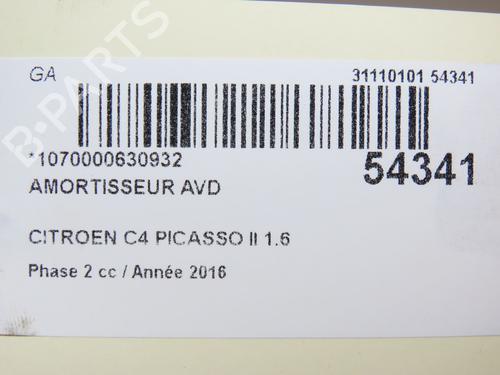 GA
31110101 54341
*1070000630932
54341
AMORTISSEUR AVD
CITROEN C4 PICASSO II 1.6
Phase 2 cc / Année 2016
B-PARTS